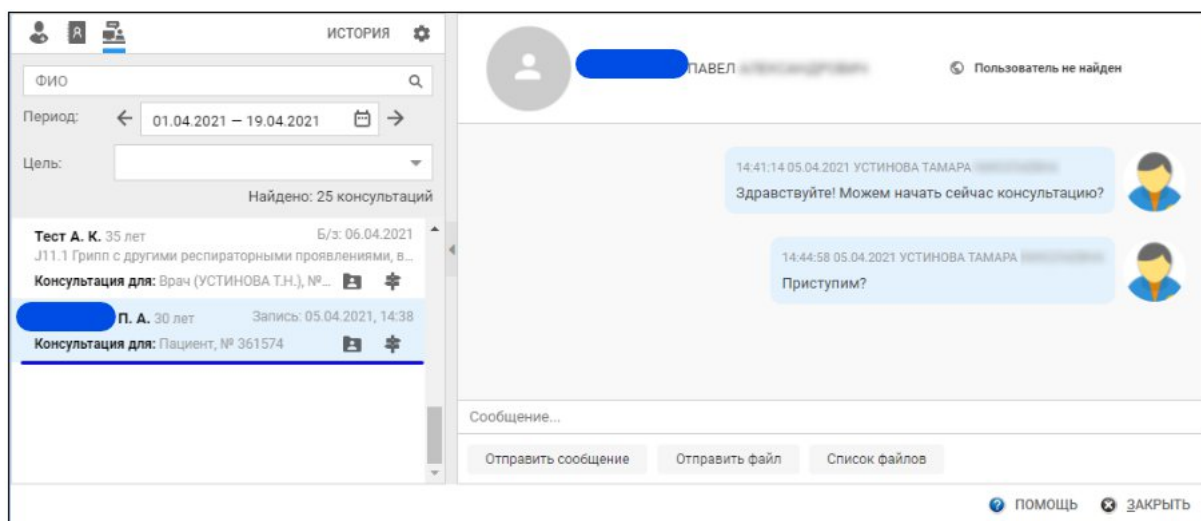 ИСТОРИЯ
ФИО
Период: 01.04.2021 — 19.04.2021
Цель:
Найдено: 25 консультаций
Тест А. К. 35 лет Б/з: 06.04.2021
J11.1 Грипп с другими респираторными проявлениями, в...
Консультация для: Врач (УСТИНОВА Т.Н.), №...
П. А. 30 лет Запись: 05.04.2021, 14:38
Консультация для: Пациент, № 361574
ПАВЕЛ
Пользователь не найден
14:41:14 05.04.2021 УСТИНОВА ТАМАРА
Здравствуйте! Можем начать сейчас консультацию?
14:44:58 05.04.2021 УСТИНОВА ТАМАРА
Приступим?
Сообщение...
Отправить сообщение Отправить файл Список файлов
ПОМОЩЬ ЗАКРЫТЬ